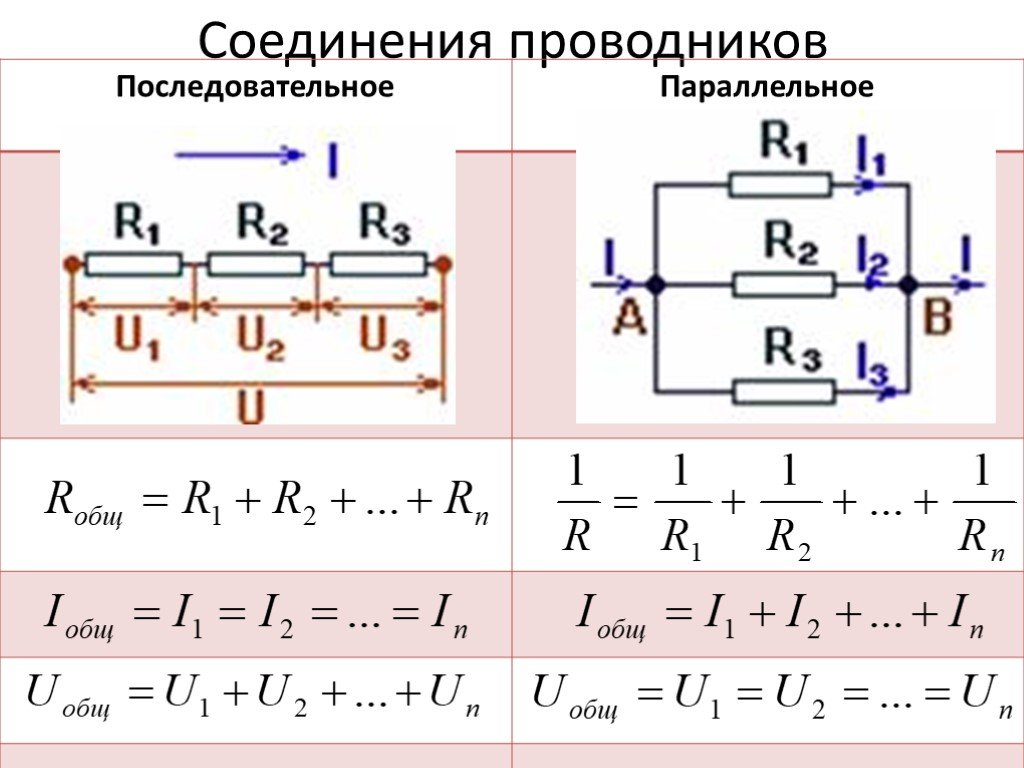 Соединения проводников
Последовательное
Параллельное
I
R₁ R₂ R₃
U₁ U₂ U₃
U
R₁ I₁
I R₂ I₂ I
A B
R₃ I₃
Rобщ = R₁ + R₂ + ... + Rₙ
1/R = 1/R₁ + 1/R₂ + ... + 1/Rₙ
Iобщ = I₁ = I₂ = ... = Iₙ
Iобщ = I₁ + I₂ + ... + Iₙ
Uобщ = U₁ + U₂ + ... + Uₙ
Uобщ = U₁ = U₂ = ... = Uₙ